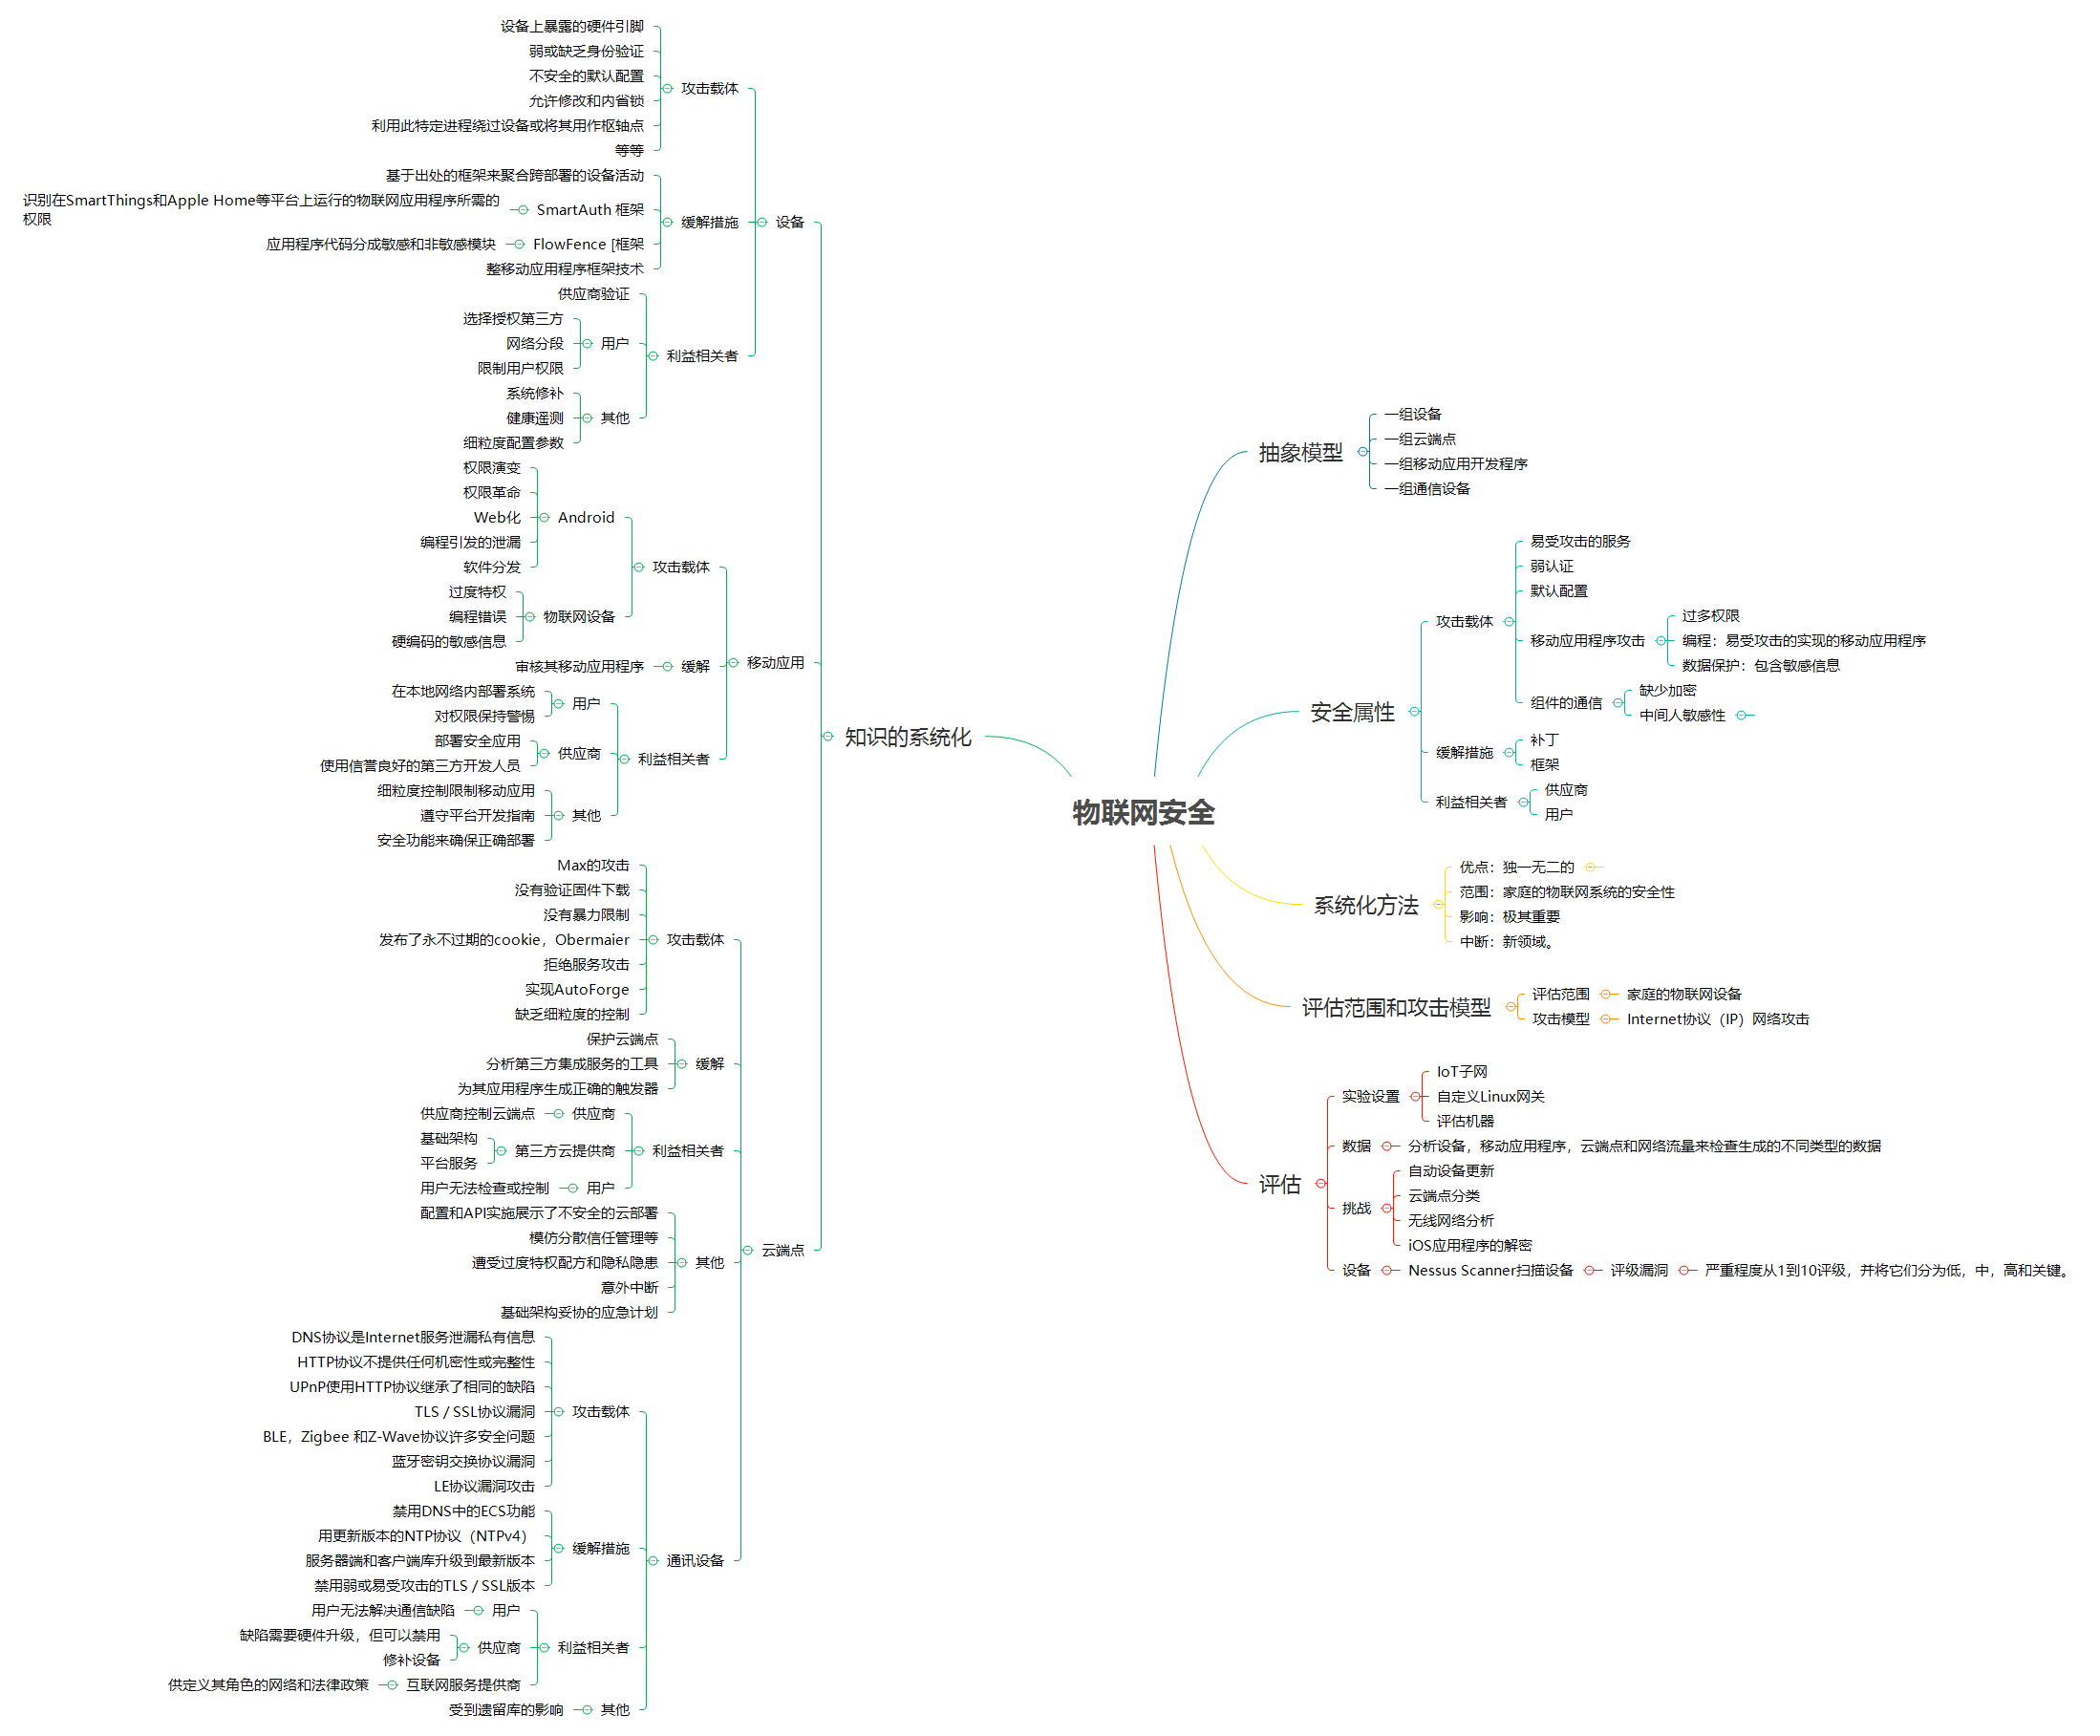 物联网安全
知识的系统化
设备
攻击载体
设备上暴露的硬件引脚
弱或缺乏身份验证
不安全的默认配置
允许修改和内省锁
利用此特定进程绕过设备或将其用作枢轴点
等等
缓解措施
基于出处的框架来聚合跨部署的设备活动
SmartAuth 框架
识别在SmartThings和Apple Home等平台上运行的物联网应用程序所需的
权限
FlowFence [框架
应用程序代码分成敏感和非敏感模块
整移动应用程序框架技术
利益相关者
供应商验证
用户
选择授权第三方
网络分段
限制用户权限
其他
系统修补
健康遥测
细粒度配置参数
移动应用
攻击载体
Android
权限演变
权限革命
Web化
编程引发的泄漏
软件分发
物联网设备
过度特权
编程错误
硬编码的敏感信息
缓解
审核其移动应用程序
利益相关者
用户
在本地网络内部署系统
对权限保持警惕
供应商
部署安全应用
使用信誉良好的第三方开发人员
其他
细粒度控制限制移动应用
遵守平台开发指南
安全功能来确保正确部署
云端点
攻击载体
Max的攻击
没有验证固件下载
没有暴力限制
发布了永不过期的cookie，Obermaier
拒绝服务攻击
实现AutoForge
缺乏细粒度的控制
缓解
保护云端点
分析第三方集成服务的工具
为其应用程序生成正确的触发器
利益相关者
供应商
供应商控制云端点
第三方云提供商
基础架构
平台服务
用户
用户无法检查或控制
其他
配置和API实施展示了不安全的云部署
模仿分散信任管理等
遭受过度特权配方和隐私隐患
意外中断
基础架构妥协的应急计划
通讯设备
攻击载体
DNS协议是Internet服务泄漏私有信息
HTTP协议不提供任何机密性或完整性
UPnP使用HTTP协议继承了相同的缺陷
TLS / SSL协议漏洞
BLE，Zigbee 和Z-Wave协议许多安全问题
蓝牙密钥交换协议漏洞
LE协议漏洞攻击
缓解措施
禁用DNS中的ECS功能
用更新版本的NTP协议（NTPv4）
服务器端和客户端库升级到最新版本
禁用弱或易受攻击的TLS / SSL版本
利益相关者
用户
用户无法解决通信缺陷
供应商
缺陷需要硬件升级，但可以禁用
修补设备
互联网服务提供商
供定义其角色的网络和法律政策
其他
受到遗留库的影响
抽象模型
一组设备
一组云端点
一组移动应用开发程序
一组通信设备
安全属性
攻击载体
易受攻击的服务
弱认证
默认配置
移动应用程序攻击
过多权限
编程：易受攻击的实现的移动应用程序
数据保护：包含敏感信息
组件的通信
缺少加密
中间人敏感性
缓解措施
补丁
框架
利益相关者
供应商
用户
系统化方法
优点：独一无二的
范围：家庭的物联网系统的安全性
影响：极其重要
中断：新领域。
评估范围和攻击模型
评估范围
家庭的物联网设备
攻击模型
Internet协议（IP）网络攻击
评估
实验设置
IoT子网
自定义Linux网关
评估机器
数据
分析设备，移动应用程序，云端点和网络流量来检查生成的不同类型的数据
挑战
自动设备更新
云端点分类
无线网络分析
iOS应用程序的解密
设备
Nessus Scanner扫描设备
评级漏洞
严重程度从1到10评级，并将它们分为低，中，高和关键。